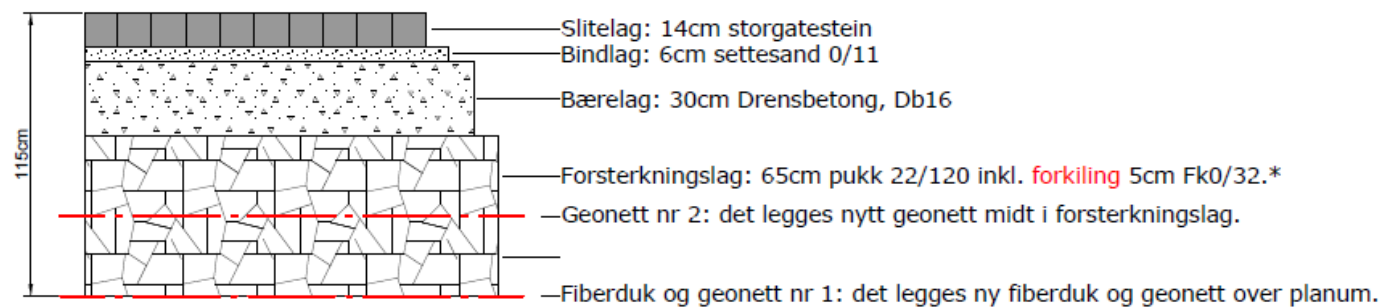 115cm
Slitelag: 14cm storgatestein
Bindlag: 6cm settesand 0/11
Bærelag: 30cm Drensbetong, Db16
Forsterkningslag: 65cm pukk 22/120 inkl. forkiling 5cm Fk0/32.*
Geonett nr 2: det legges nytt geonett midt i forsterkningslag.
Fiberduk og geonett nr 1: det legges ny fiberduk og geonett over planum.